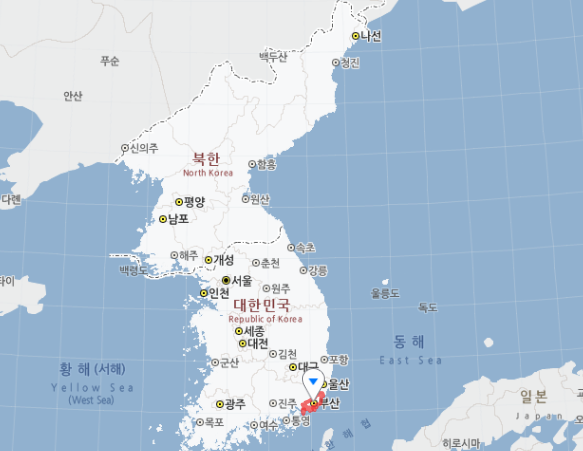 나선
백두산
푸순
청진
안산
신의주
북한
North Korea
함흥
다롄
평양
원산
남포
속초
해주
개성
춘천
백령도
강릉
서울
인천
원주
울릉도
대한민국
독도
Republic of Korea
세종
대전
동해
East Sea
김천
포항
군산
황해(서해)
Yellow Sea
(West Sea)
대구
울산
일본
Japan
광주
진주
부산
목포
여수
통영
해협
히로시마